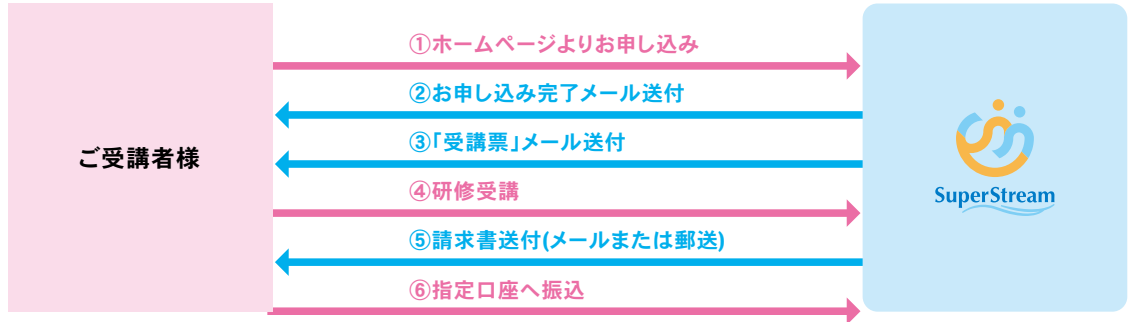 ①ホームページよりお申し込み
②お申し込み完了メール送付
③「受講票」メール送付
ご受講者様
④研修受講
SuperStream
⑤請求書送付(メールまたは郵送)
⑥指定口座へ振込